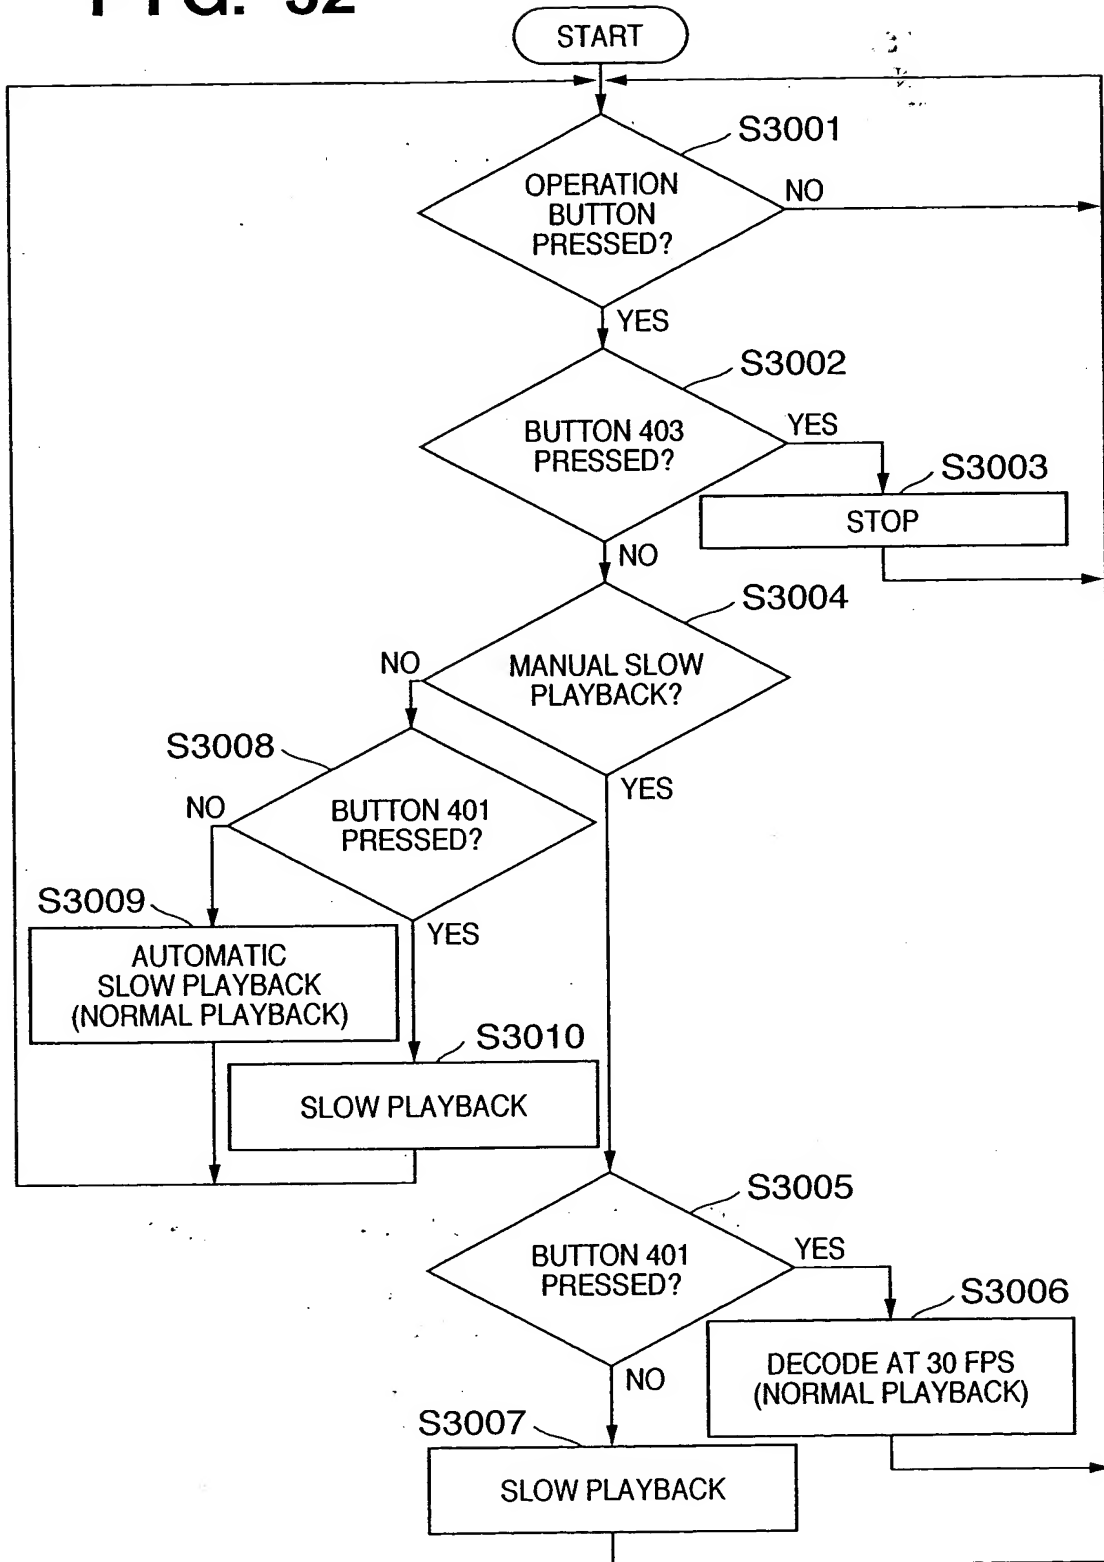 FIG. 32
START
S3001
OPERATION
BUTTON
PRESSED?
NO
YES
S3002
BUTTON 403
PRESSED?
YES
S3003
STOP
NO
S3004
MANUAL SLOW
PLAYBACK?
NO
YES
S3008
BUTTON 401
PRESSED?
NO
YES
S3009
AUTOMATIC
SLOW PLAYBACK
(NORMAL PLAYBACK)
S3010
SLOW PLAYBACK
S3005
BUTTON 401
PRESSED?
YES
S3006
DECODE AT 30 FPS
(NORMAL PLAYBACK)
NO
S3007
SLOW PLAYBACK